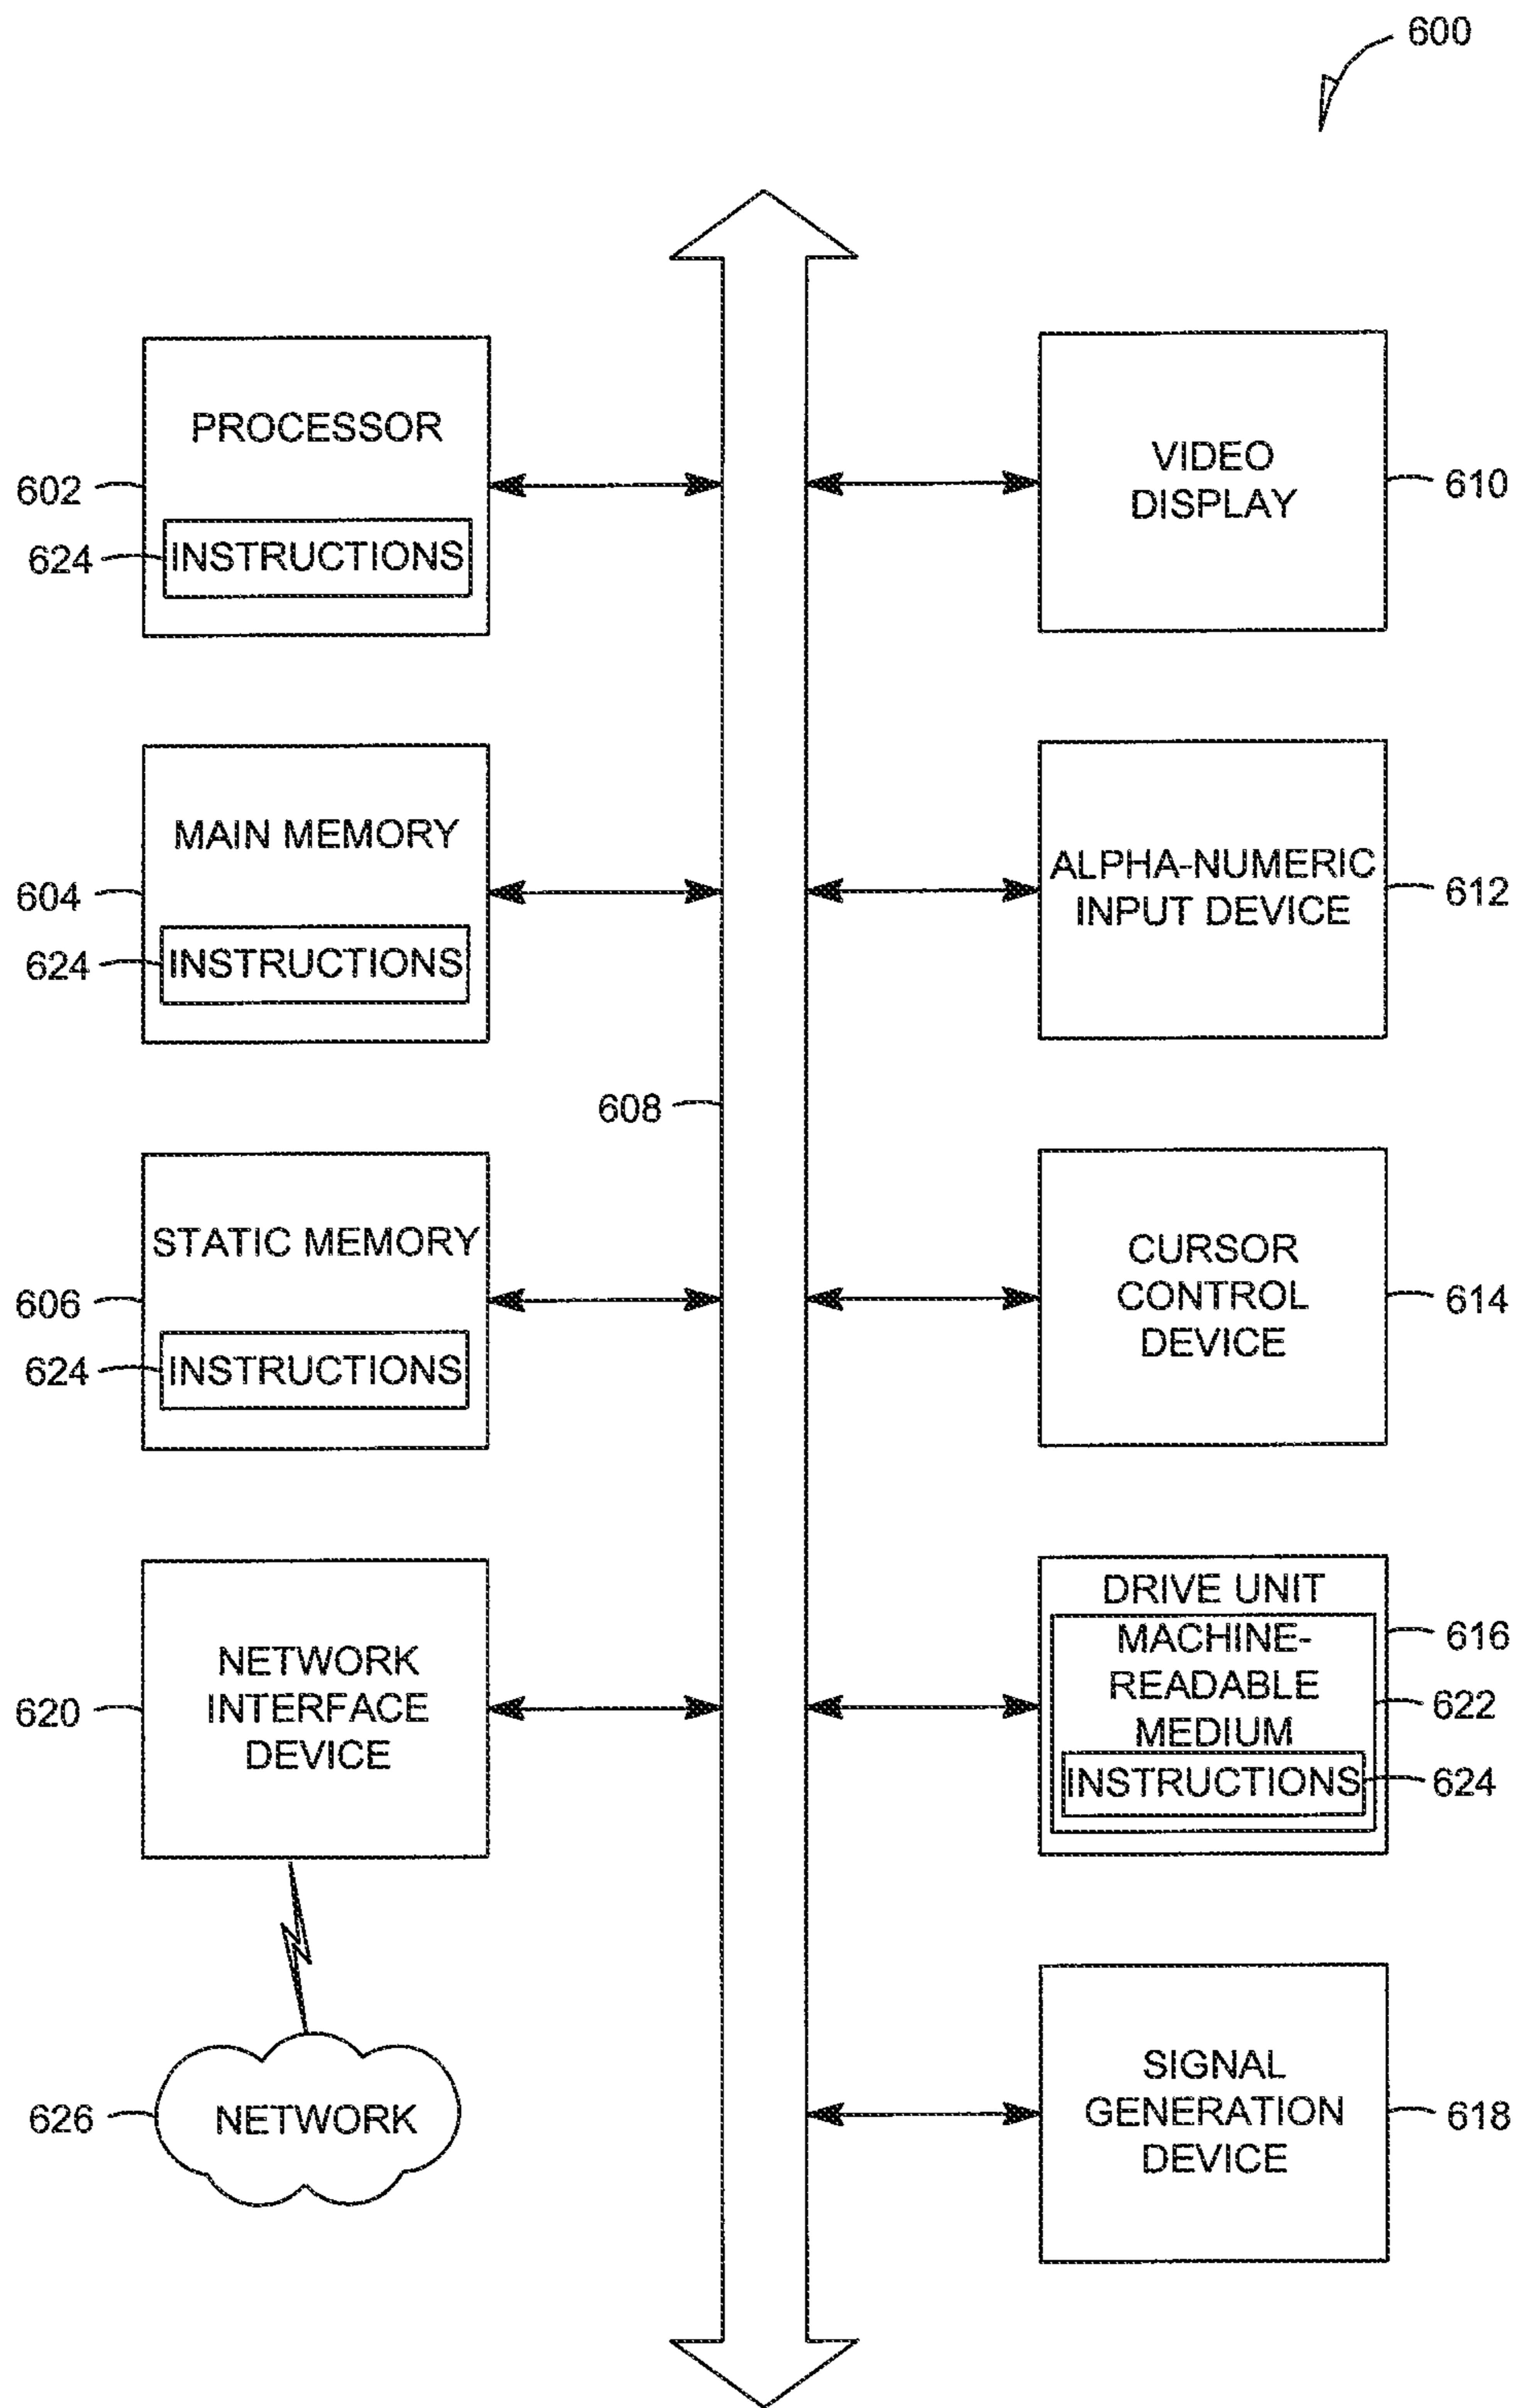 600
PROCESSOR
602
624
INSTRUCTIONS
MAIN MEMORY
604
624
INSTRUCTIONS
608
STATIC MEMORY
606
624
INSTRUCTIONS
NETWORK
INTERFACE
DEVICE
620
626
NETWORK
VIDEO
DISPLAY
610
ALPHA-NUMERIC
INPUT DEVICE
612
CURSOR
CONTROL
DEVICE
614
DRIVE UNIT
616
MACHINE-
READABLE
MEDIUM
622
INSTRUCTIONS
624
SIGNAL
GENERATION
DEVICE
618